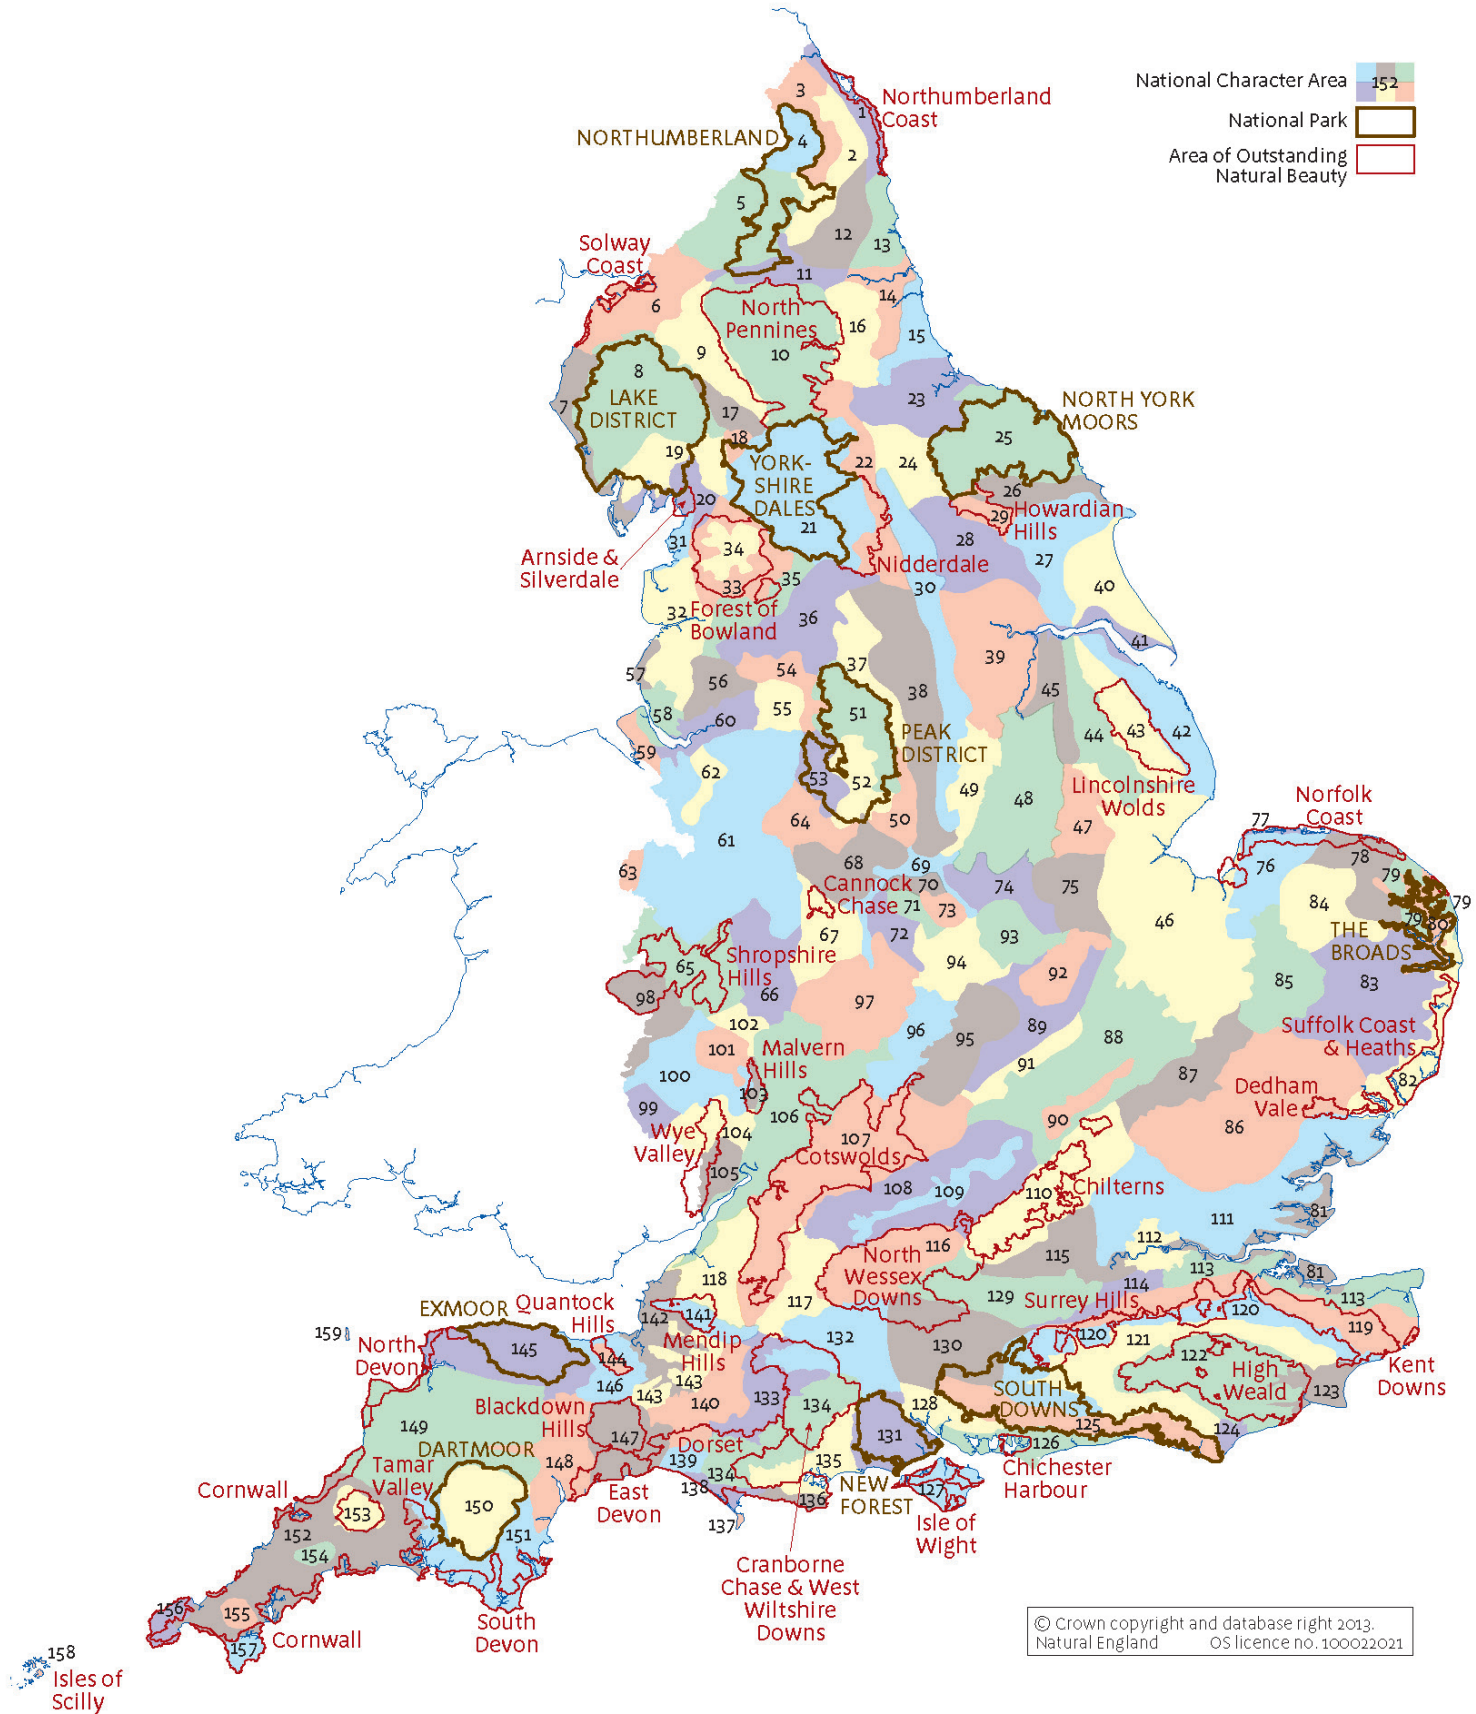 National Character Area
152
National Park
Area of Outstanding
Natural Beauty
Northumberland
Coast
3
1
NORTHUMBERLAND
4
2
5
12
13
Solway
Coast
11
6
North
Pennines
14
16
15
9
10
8
7
LAKE
DISTRICT
17
23
NORTH YORK
MOORS
25
18
19
YORK-
SHIRE
DALES
22
24
20
26
29
Howardian
Hills
21
28
31
34
Arnside &
Silverdale
Nidderdale
27
35
33
30
40
32
Forest of
Bowland
36
41
57
54
37
39
56
38
45
58
60
55
51
59
PEAK
DISTRICT
44
43
42
62
53
52
49
48
Lincolnshire
Wolds
64
50
47
Norfolk
Coast
77
61
63
68
69
76
78
79
Cannock
Chase
70
71
74
75
73
84
79
79
80
67
72
93
46
THE
BROADS
Shropshire
Hills
65
94
92
85
83
98
66
97
102
96
89
Suffolk Coast
& Heaths
101
Malvern
Hills
95
88
91
100
103
87
82
Dedham
Vale
99
106
90
86
Wye
Valley
104
107
Cotswolds
105
108
109
110
Chilterns
81
111
112
116
North
Wessex
Downs
115
118
113
81
114
113
129
Surrey Hills
EXMOOR
Quantock
Hills
117
120
119
159
142
141
132
120
121
North
Devon
145
Mendip
Hills
130
122
High
Weald
Kent
Downs
144
146
143
143
133
134
SOUTH
DOWNS
123
Blackdown
Hills
140
128
125
124
149
147
131
126
DARTMOOR
Dorset
Tamar
Valley
148
139
134
135
Chichester
Harbour
Cornwall
150
East
Devon
138
136
NEW
FOREST
127
153
137
152
151
Isle of
Wight
154
Cranborne
Chase & West
Wiltshire
Downs
156
155
South
Devon
157
Cornwall
158
Isles of
Scilly
© Crown copyright and database right 2013.
Natural England OS licence no. 100022021